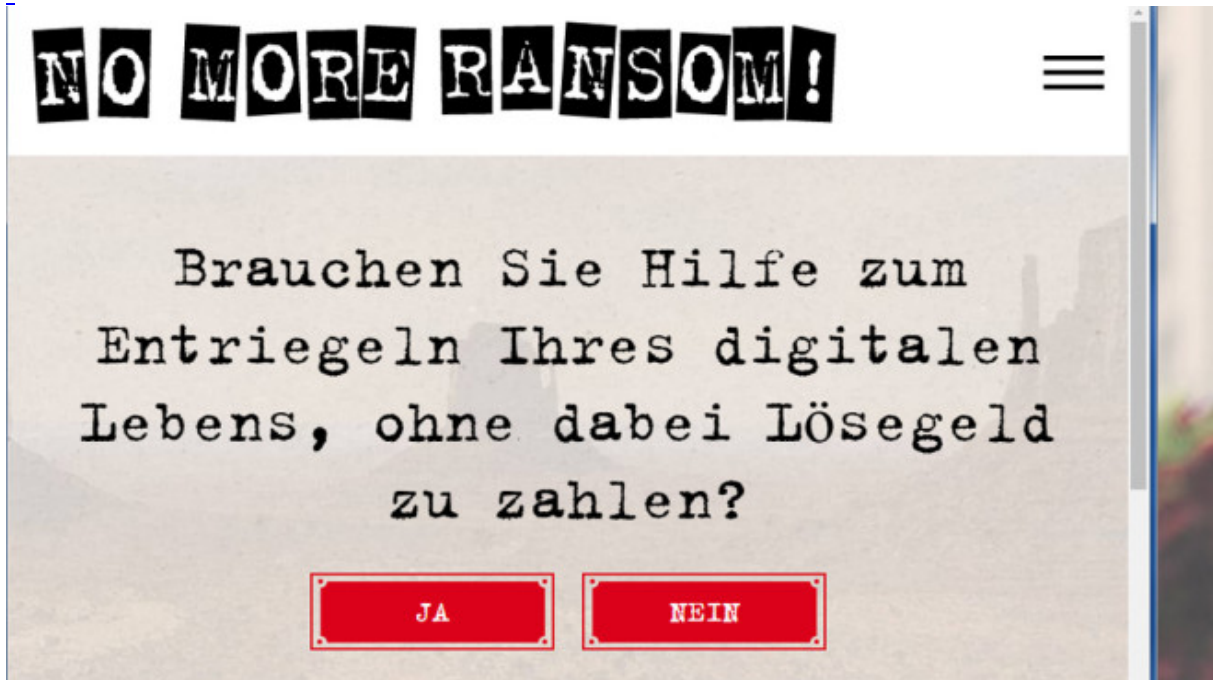 NO MORE RANSOM!
Brauchen Sie Hilfe zum
Entriegeln Ihres digitalen
Lebens, ohne dabei Lösegeld
zu zahlen?
JA NEIN